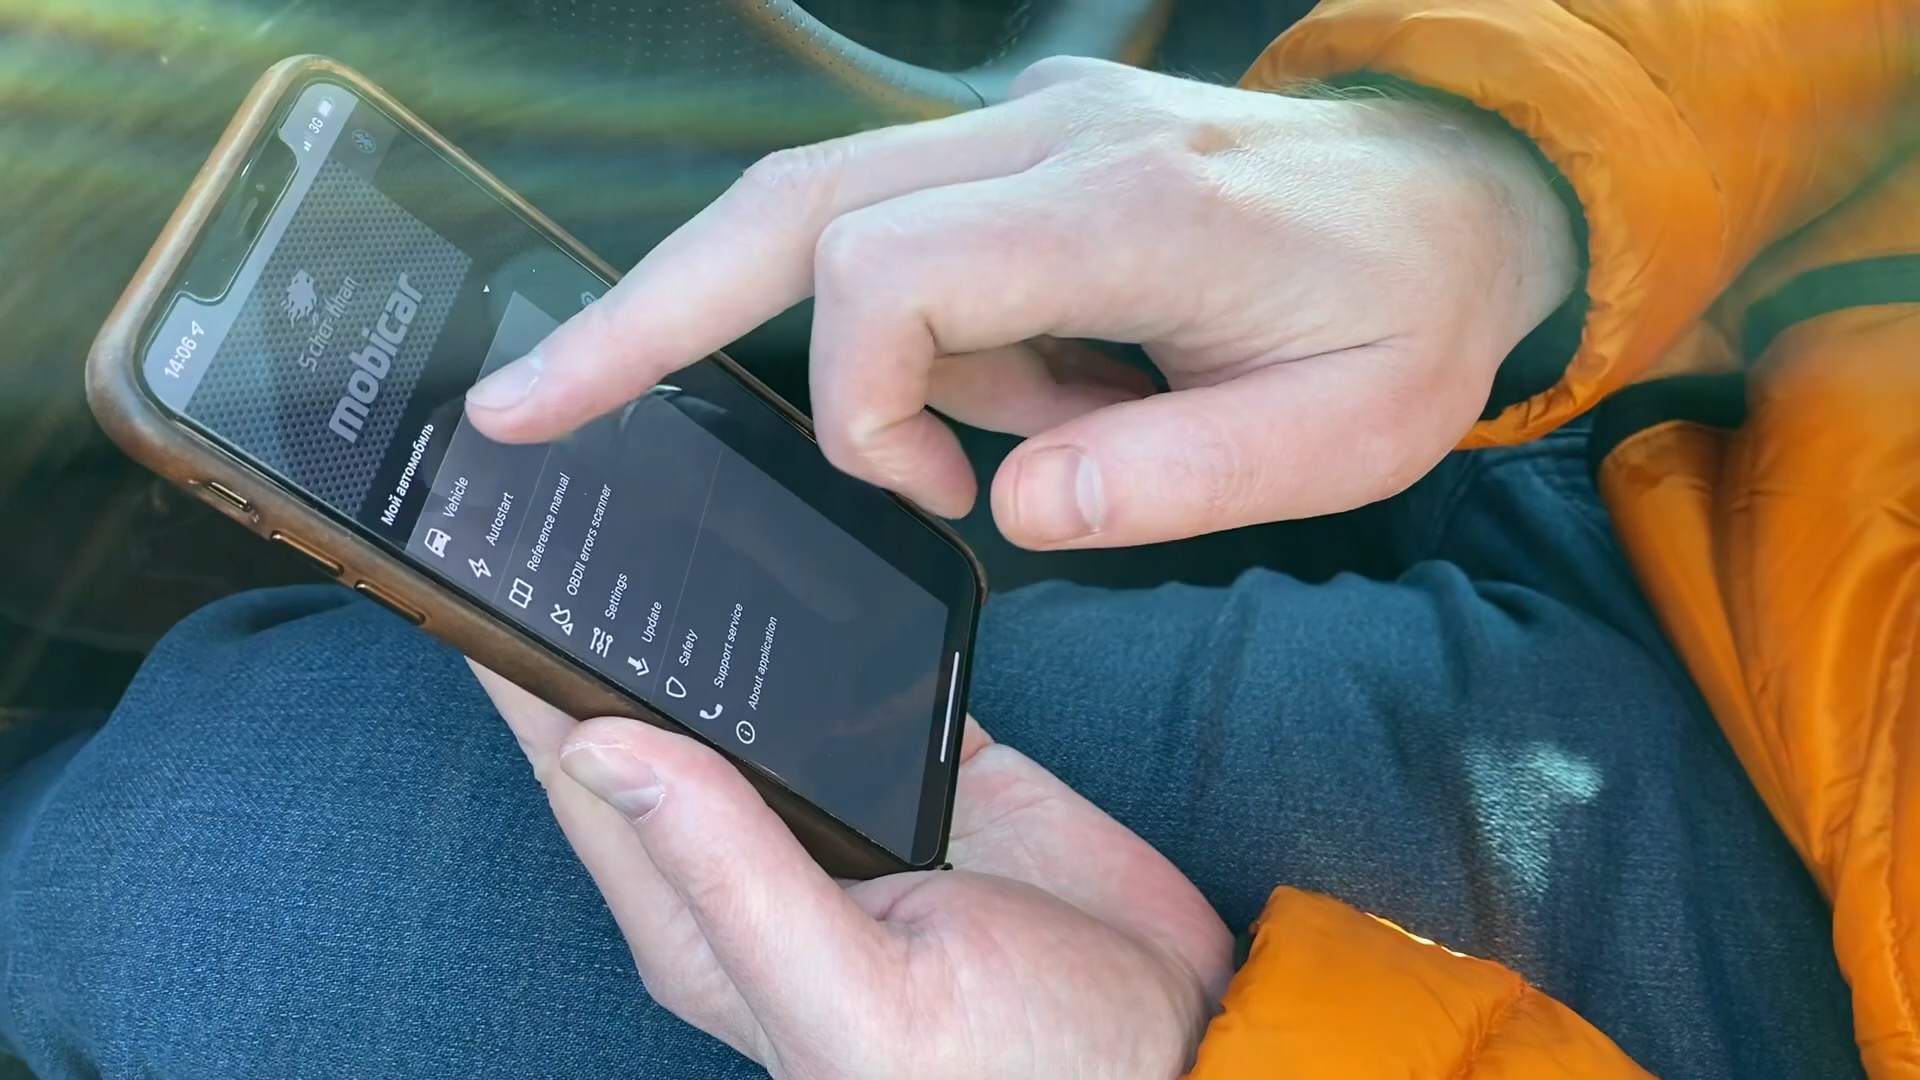 14:06
3G
Scher-Khan
mobicar
Мой автомобиль
Vehicle
Autostart
Reference manual
OBDII errors scanner
Settings
Update
Safety
Support service
About application